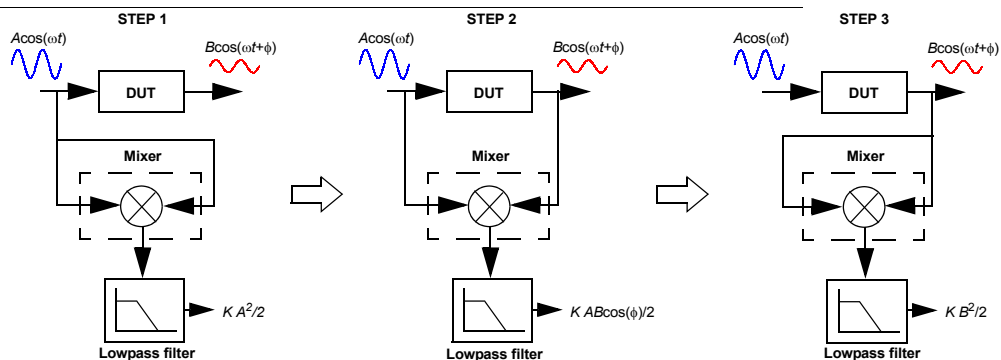 STEP 1
STEP 2
STEP 3
Acos(ωt)
Bcos(ωt+ϕ)
Acos(ωt)
Bcos(ωt+ϕ)
Acos(ωt)
Bcos(ωt+ϕ)
DUT
DUT
DUT
Mixer
Mixer
Mixer
K A²/2
K ABcos(ϕ)/2
K B²/2
Lowpass filter
Lowpass filter
Lowpass filter